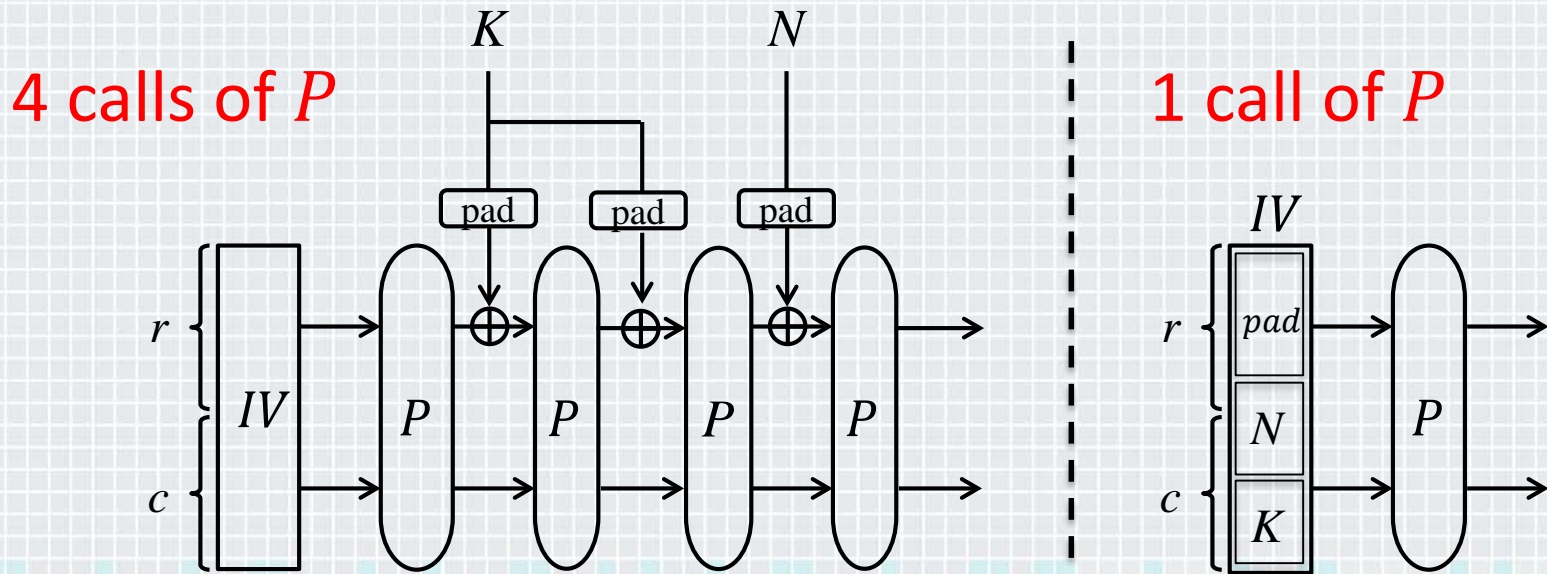 K N
4 calls of P
1 call of P
pad pad pad
IV
r
IV
P P P P
c
r
pad
N
P
c
K